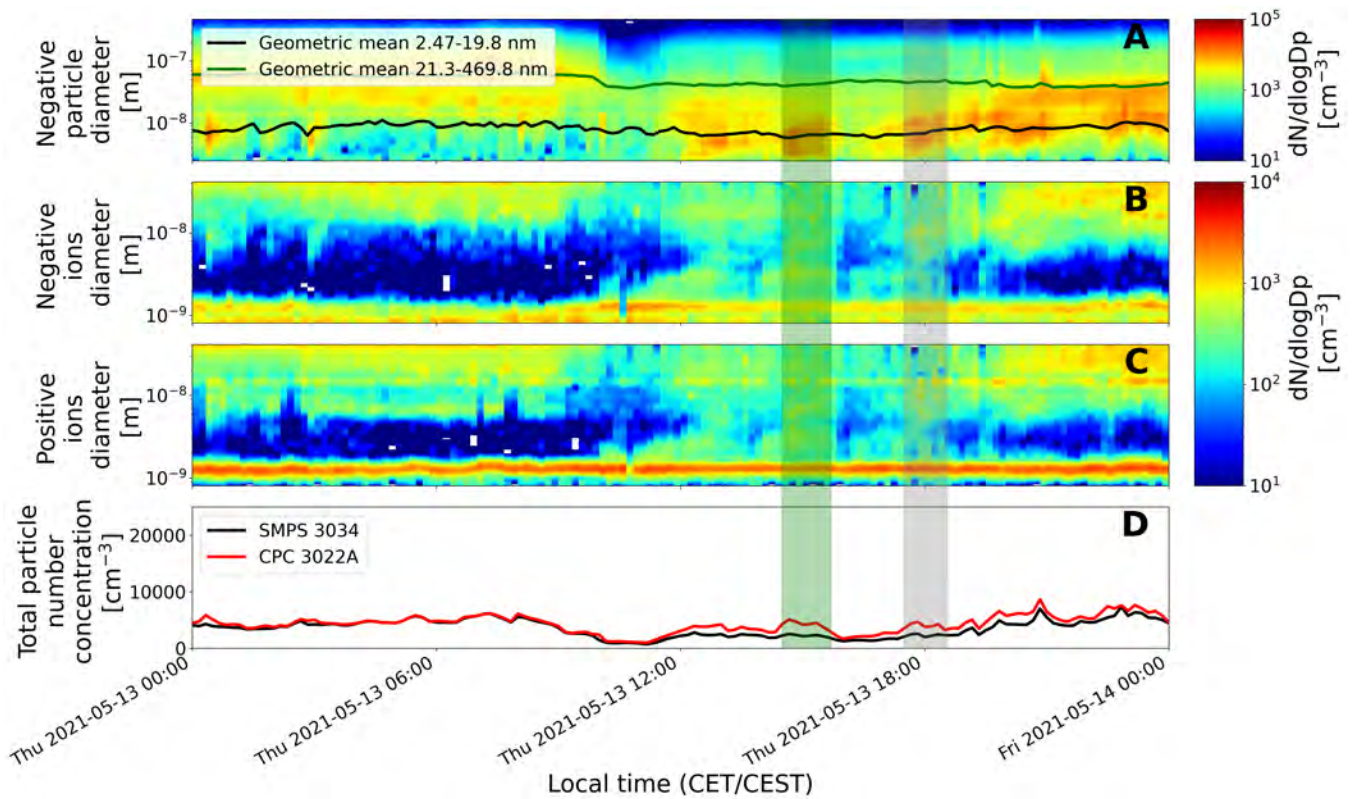 A
Geometric mean 2.47-19.8 nm
Geometric mean 21.3-469.8 nm
Negative
particle
diameter
[m]
10⁻⁷
10⁻⁸
10⁵
10³
10¹
dN/dlogDp
[cm⁻³]
B
Negative
ions
diameter
[m]
10⁻⁸
10⁻⁹
10⁴
10³
10²
10¹
dN/dlogDp
[cm⁻³]
C
Positive
ions
diameter
[m]
10⁻⁸
10⁻⁹
D
SMPS 3034
CPC 3022A
Total particle
number
concentration
[cm⁻³]
20000
10000
0
Thu 2021-05-13 00:00
Thu 2021-05-13 06:00
Thu 2021-05-13 12:00
Thu 2021-05-13 18:00
Fri 2021-05-14 00:00
Local time (CET/CEST)